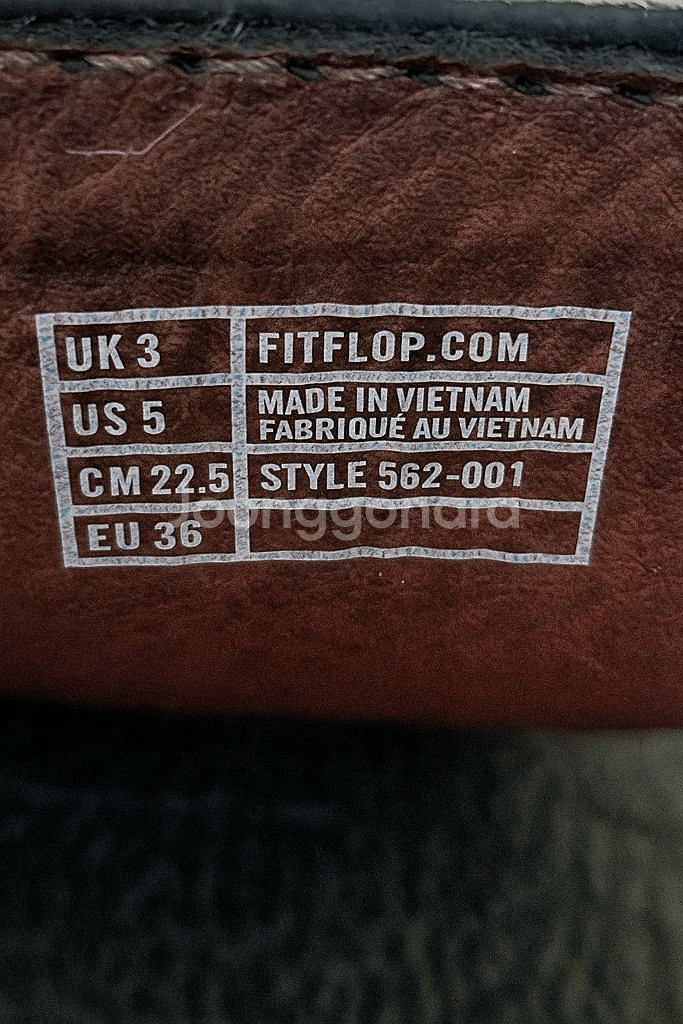 UK 3
FITFLOP.COM
US 5
MADE IN VIETNAM
FABRIQUÉ AU VIETNAM
CM 22.5
STYLE 562-001
EU 36
Joonggonara